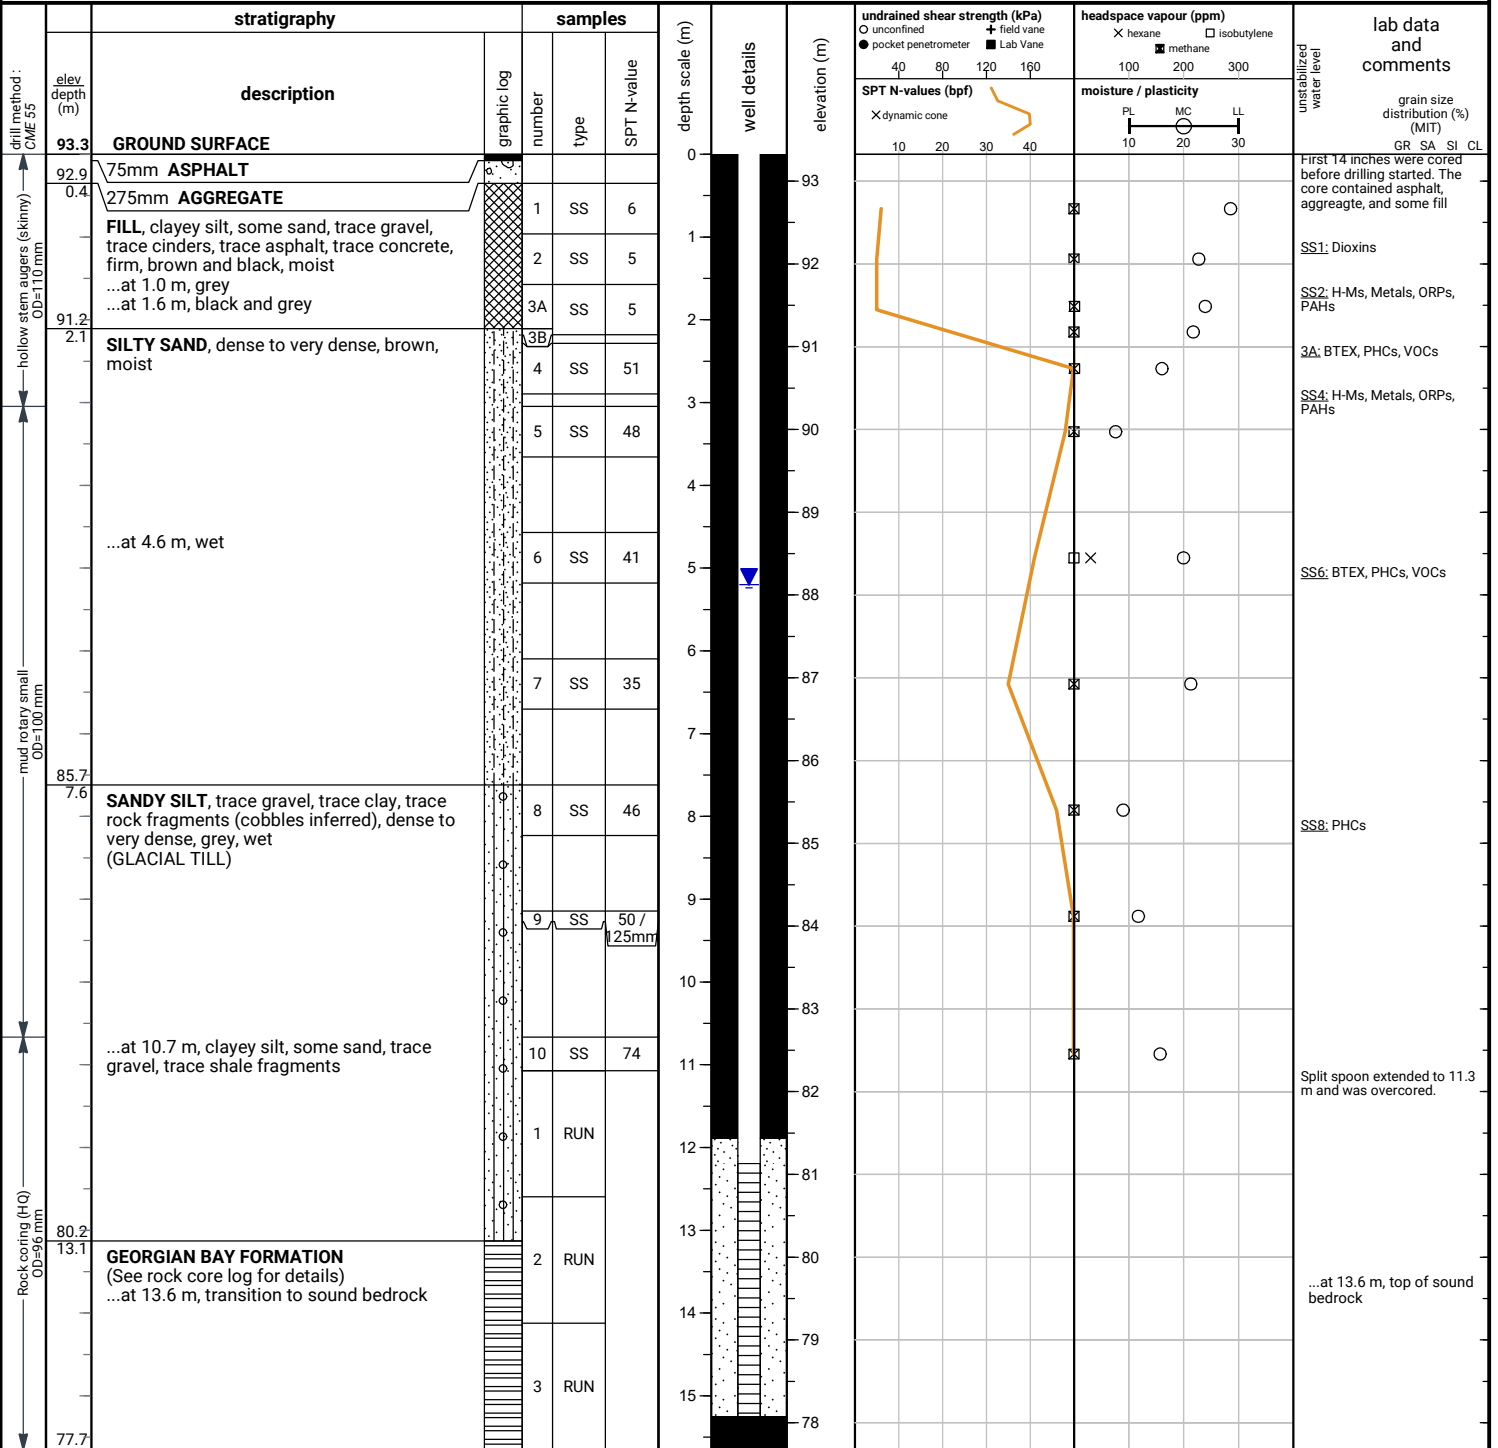 stratigraphy
samples
drill method :
CME 55
elev
depth
(m)
description
graphic log
number
type
SPT N-value
depth scale (m)
well details
elevation (m)
undrained shear strength (kPa)
unconfined
field vane
pocket penetrometer
Lab Vane
40 80 120 160
SPT N-values (bpf)
dynamic cone
10 20 30 40
headspace vapour (ppm)
hexane
isobutylene
methane
100 200 300
moisture / plasticity
PL MC LL
10 20 30
unstabilized
water level
lab data
and
comments
grain size
distribution (%)
(MIT)
GR SA SI CL
93.3 GROUND SURFACE
75mm ASPHALT
92.9
0.4
275mm AGGREGATE
FILL, clayey silt, some sand, trace gravel,
trace cinders, trace asphalt, trace concrete,
firm, brown and black, moist
...at 1.0 m, grey
...at 1.6 m, black and grey
91.2
2.1
SILTY SAND, dense to very dense, brown,
moist
...at 4.6 m, wet
85.7
7.6
SANDY SILT, trace gravel, trace clay, trace
rock fragments (cobbles inferred), dense to
very dense, grey, wet
(GLACIAL TILL)
...at 10.7 m, clayey silt, some sand, trace
gravel, trace shale fragments
80.2
13.1
GEORGIAN BAY FORMATION
(See rock core log for details)
...at 13.6 m, transition to sound bedrock
77.7
hollow stem augers (skinny)
OD=110 mm
mud rotary small
OD=100 mm
Rock coring (HQ)
OD=96 mm
1 SS 6
2 SS 5
3A SS 5
3B
4 SS 51
5 SS 48
6 SS 41
7 SS 35
8 SS 46
9 SS 50 /
125mm
10 SS 74
1 RUN
2 RUN
3 RUN
0
1
2
3
4
5
6
7
8
9
10
11
12
13
14
15
93
92
91
90
89
88
87
86
85
84
83
82
81
80
79
78
First 14 inches were cored
before drilling started. The
core contained asphalt,
aggreagte, and some fill
SS1: Dioxins
SS2: H-Ms, Metals, ORPs,
PAHs
3A: BTEX, PHCs, VOCs
SS4: H-Ms, Metals, ORPs,
PAHs
SS6: BTEX, PHCs, VOCs
SS8: PHCs
Split spoon extended to 11.3
m and was overcored.
...at 13.6 m, top of sound
bedrock